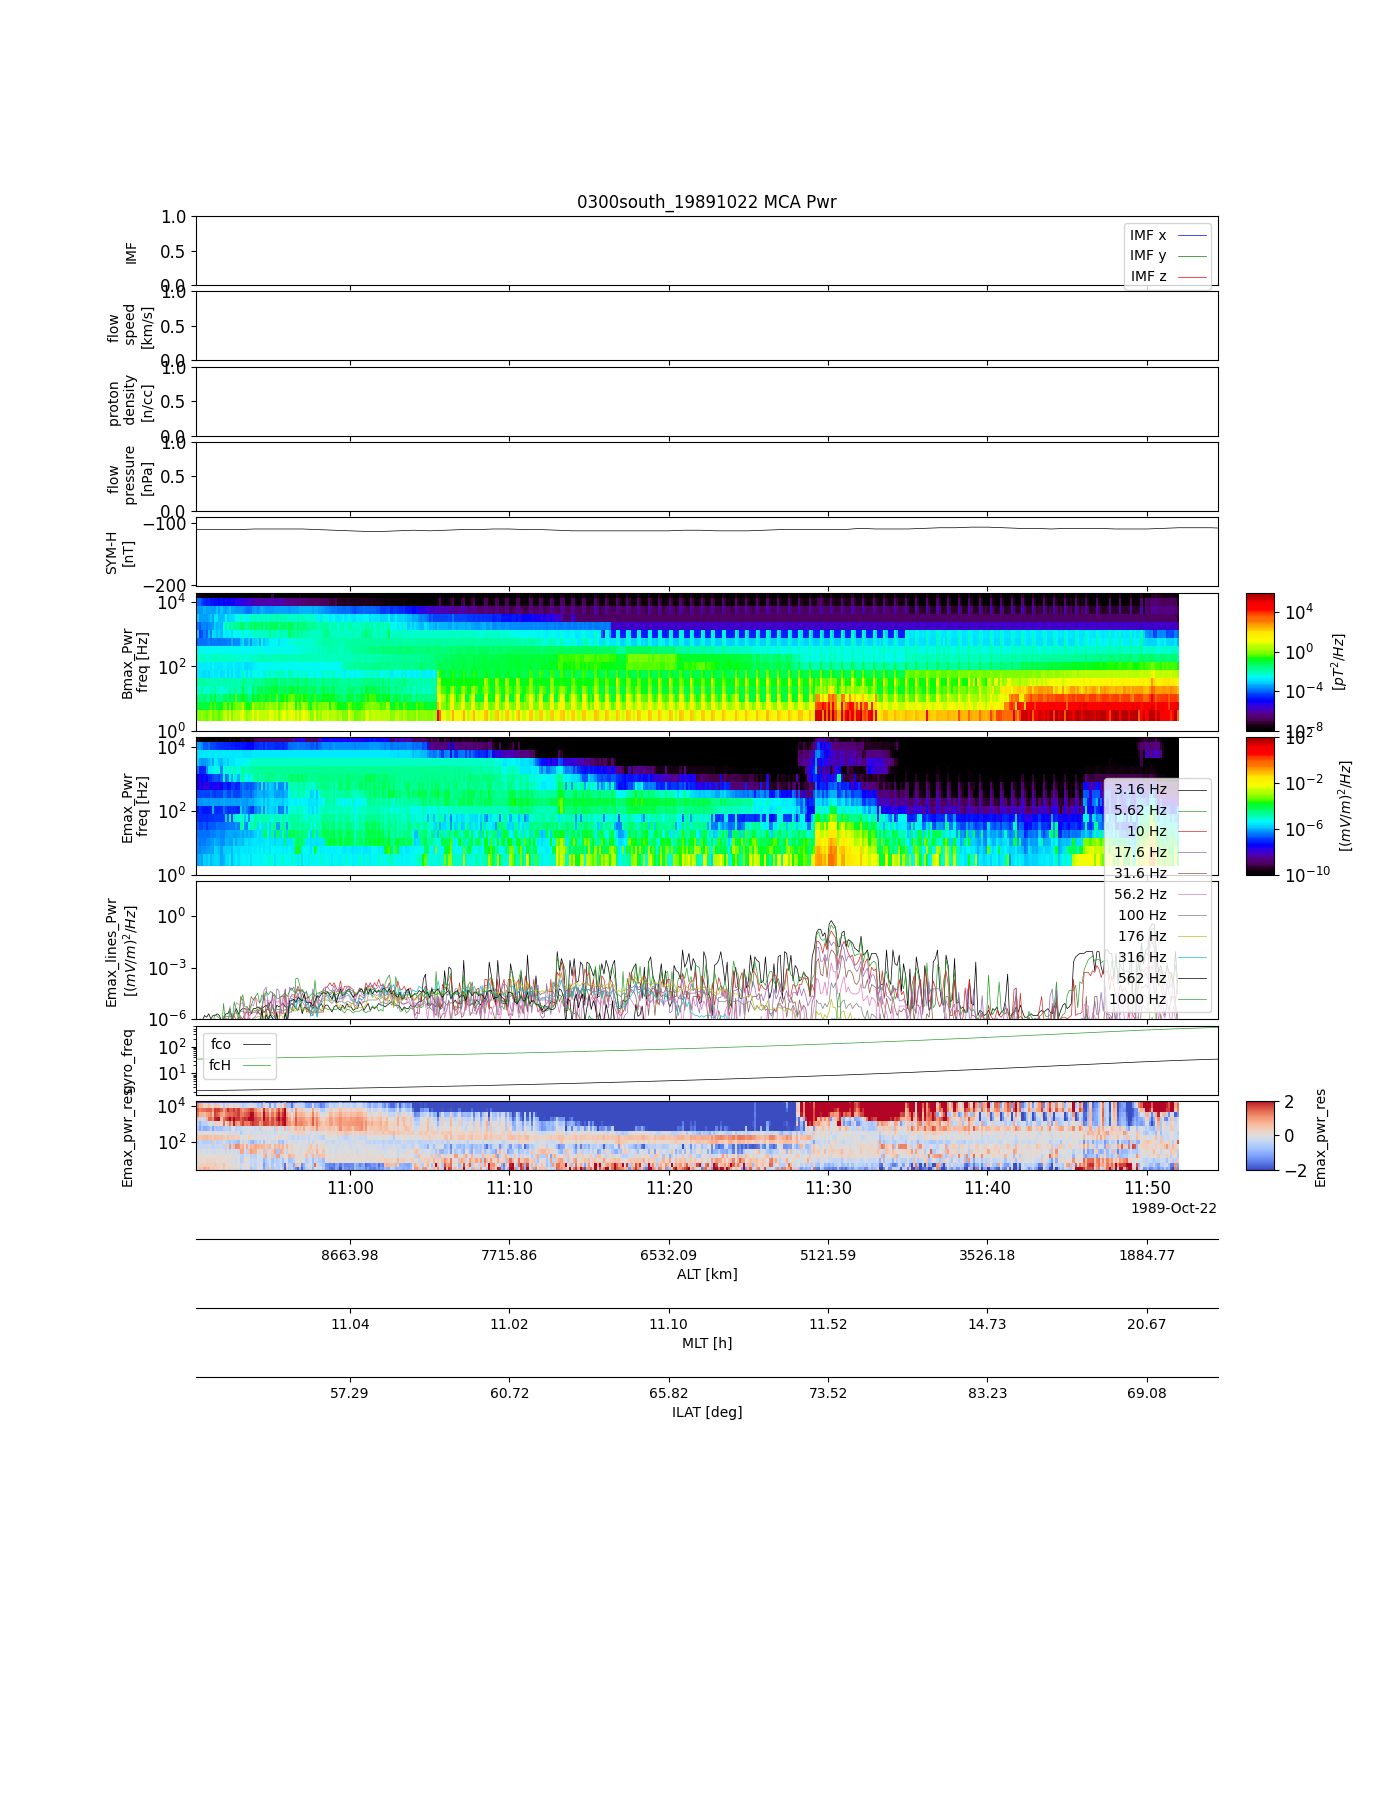 0300south_19891022 MCA Pwr
IMF
1.0
0.5
0.0
IMF x
IMF y
IMF z
flow
speed
[km/s]
1.0
0.5
0.0
proton
density
[n/cc]
1.0
0.5
0.0
flow
pressure
[nPa]
1.0
0.5
0.0
SYM-H
[nT]
−100
−200
Bmax_Pwr
freq [Hz]
10^4
10^2
10^0
10^4
10^0
10^−4
10^−8
[pT^2/Hz]
Emax_Pwr
freq [Hz]
10^4
10^2
10^0
10^2
10^−2
10^−6
10^−10
[(mV/m)^2/Hz]
3.16 Hz
5.62 Hz
10 Hz
17.6 Hz
31.6 Hz
56.2 Hz
100 Hz
176 Hz
316 Hz
562 Hz
1000 Hz
Emax_lines_Pwr
[(mV/m)^2/Hz]
10^0
10^−3
10^−6
gyro_freq
10^2
10^1
fco
fcH
Emax_pwr_res
10^4
10^2
2
0
−2
Emax_pwr_res
11:00 11:10 11:20 11:30 11:40 11:50
1989-Oct-22
8663.98 7715.86 6532.09 5121.59 3526.18 1884.77
ALT [km]
11.04 11.02 11.10 11.52 14.73 20.67
MLT [h]
57.29 60.72 65.82 73.52 83.23 69.08
ILAT [deg]